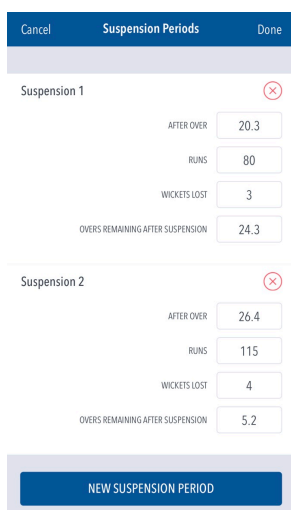 Cancel Suspension Periods Done
Suspension 1
AFTER OVER 20.3
RUNS 80
WICKETS LOST 3
OVERS REMAINING AFTER SUSPENSION 24.3
Suspension 2
AFTER OVER 26.4
RUNS 115
WICKETS LOST 4
OVERS REMAINING AFTER SUSPENSION 5.2
NEW SUSPENSION PERIOD